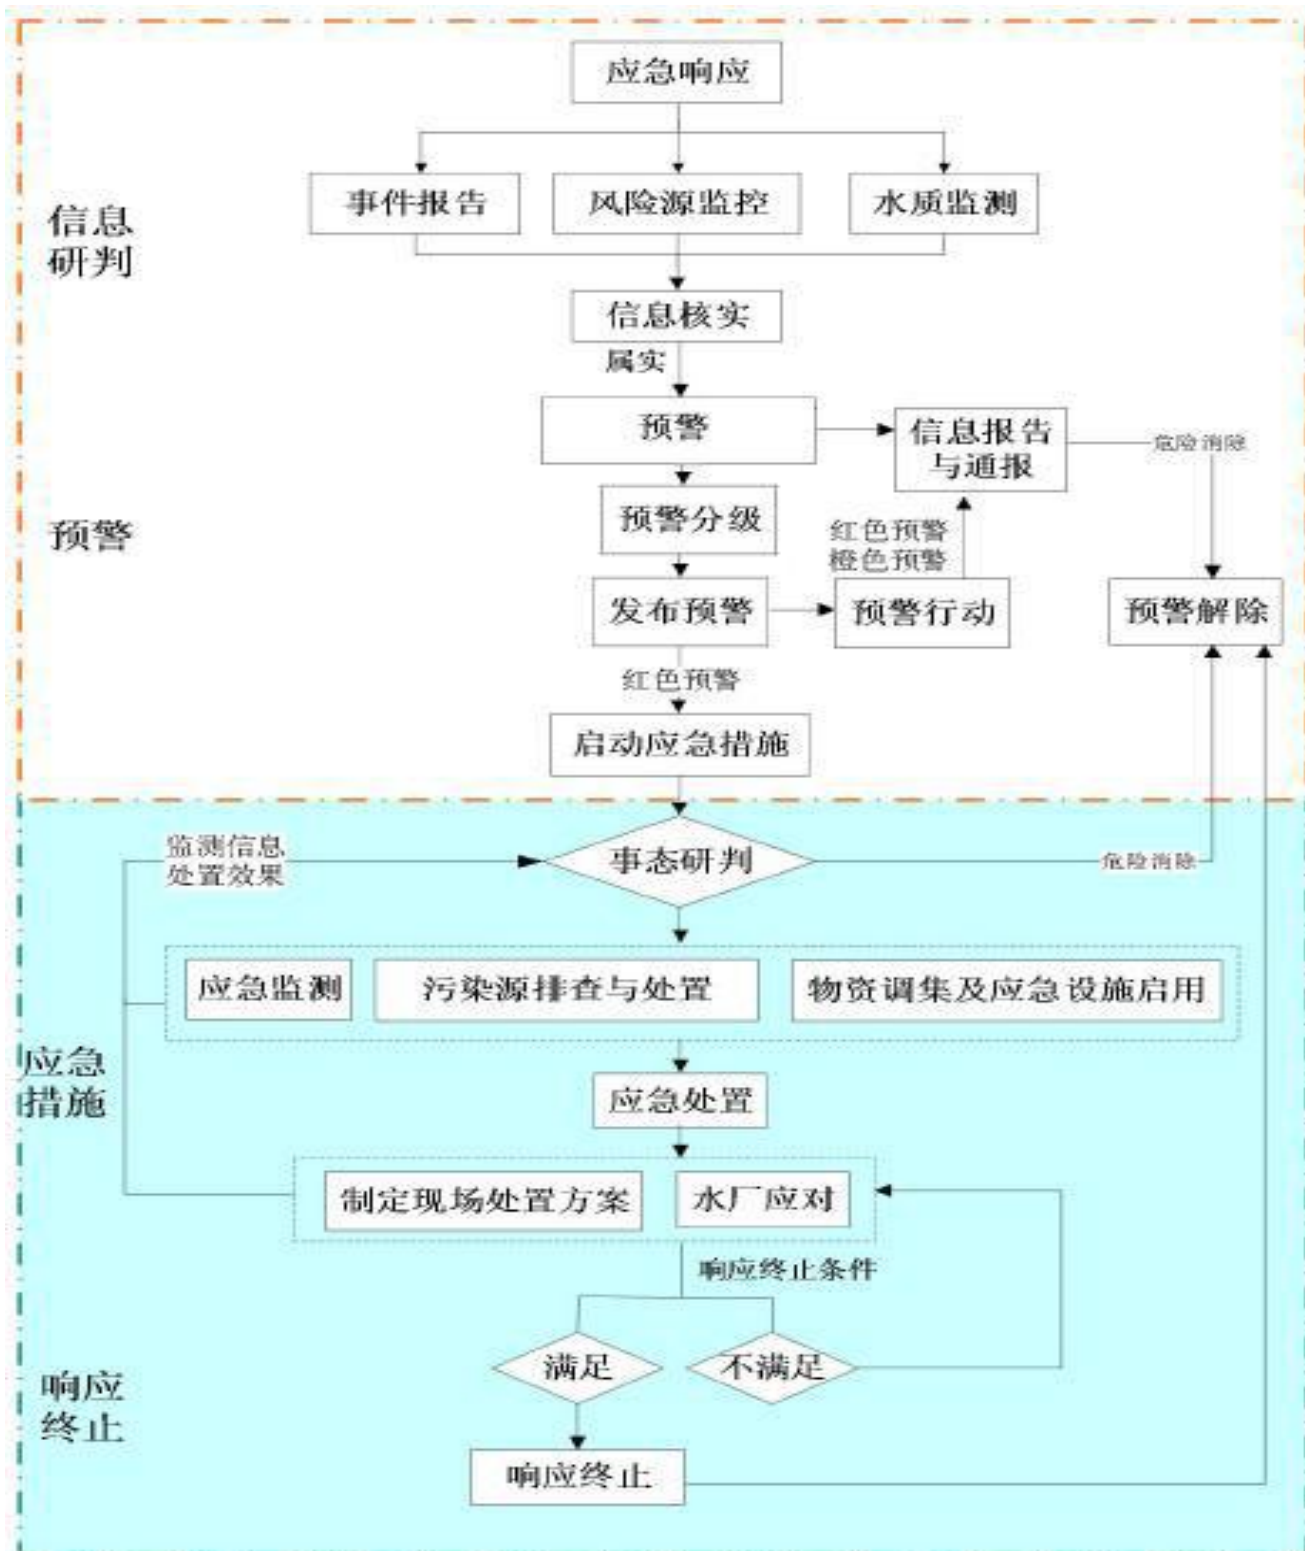 应急响应
事件报告
风险源监控
水质监测
信息
研判
信息核实
属实
预警
信息报告
与通报
危险消除
预警分级
预警
红色预警
橙色预警
发布预警
预警行动
预警解除
红色预警
启动应急措施
监测信息
处置效果
事态研判
危险消除
应急监测
污染源排查与处置
物资调集及应急设施启用
应急
措施
应急处置
制定现场处置方案
水厂应对
响应终止条件
满足
不满足
响应
终止
响应终止